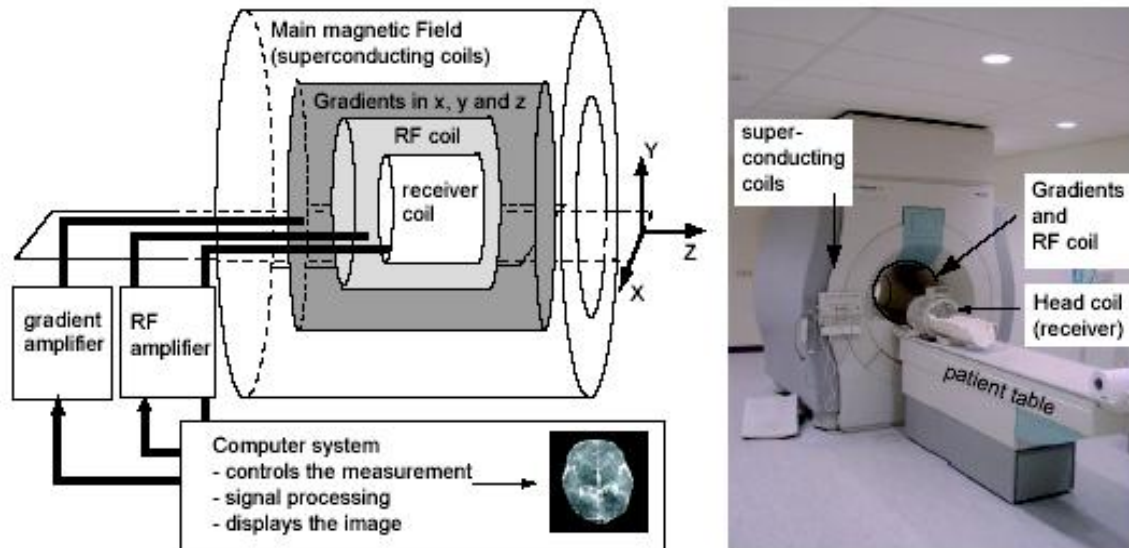 Main magnetic Field
(superconducting coils)
Gradients in x, y and z
RF coil
receiver
coil
Y
Z
X
gradient
amplifier
RF
amplifier
Computer system
- controls the measurement
- signal processing
- displays the image
super-
conducting
coils
Gradients
and
RF coil
Head coil
(receiver)
patient table